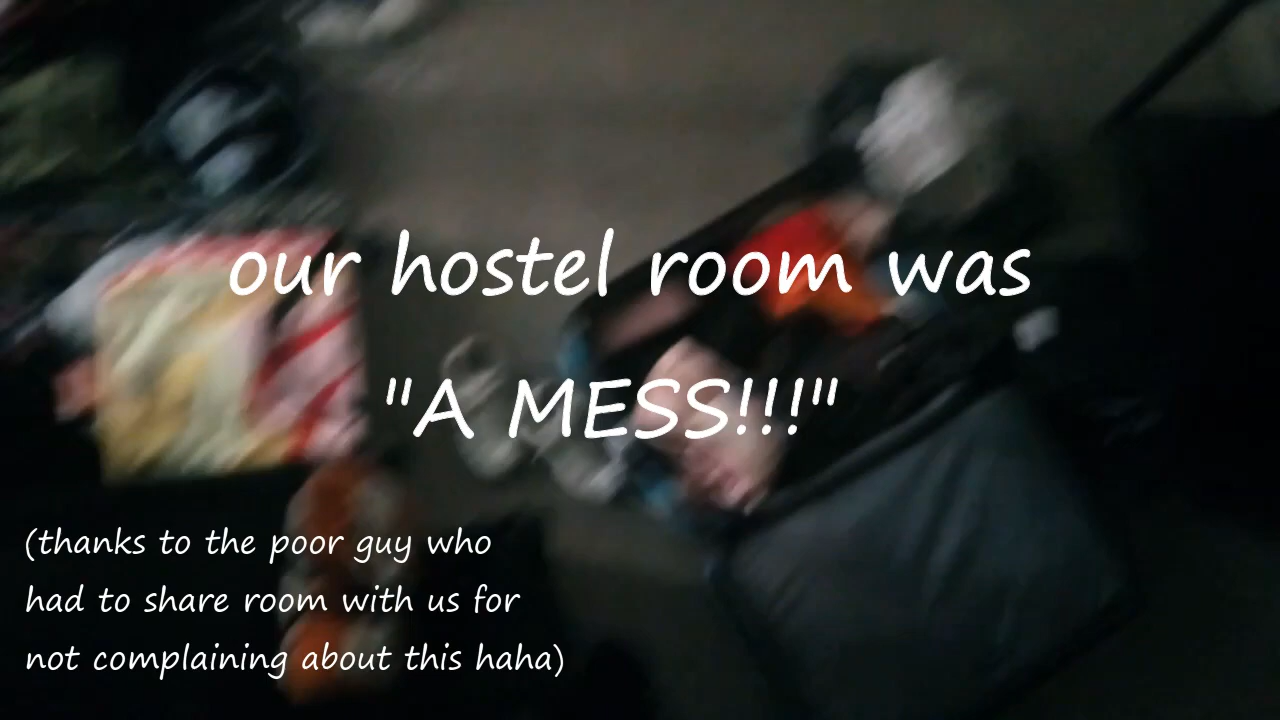 our hostel room was
"A MESS!!!"
(thanks to the poor guy who
had to share room with us for
not complaining about this haha)